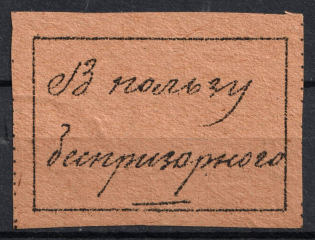 В пользу
беспризорного